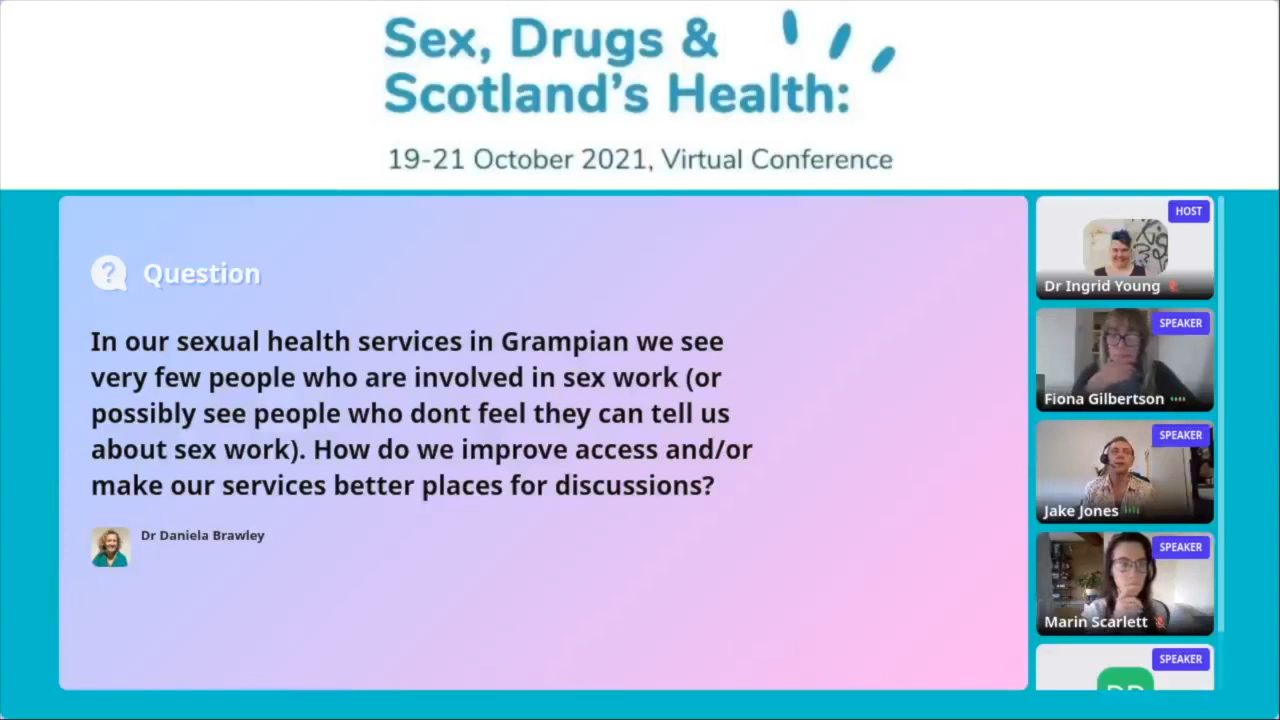 Sex, Drugs &
Scotland's Health:
19-21 October 2021, Virtual Conference
Question
In our sexual health services in Grampian we see
very few people who are involved in sex work (or
possibly see people who dont feel they can tell us
about sex work). How do we improve access and/or
make our services better places for discussions?
Dr Daniela Brawley
HOST
Dr Ingrid Young
SPEAKER
Fiona Gilbertson
SPEAKER
Jake Jones
SPEAKER
Marin Scarlett
SPEAKER